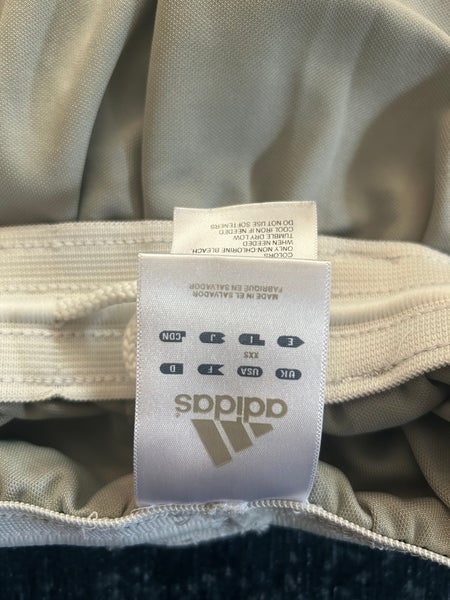 adidas
UK USA F D
XXS
E I J CDN
MADE IN EL SALVADOR
FABRIQUE EN SALVADOR
COLORS
ONLY NON-CHLORINE BLEACH
WHEN NEEDED
TUMBLE DRY LOW
COOL IRON IF NEEDED
DO NOT USE SOFTENERS